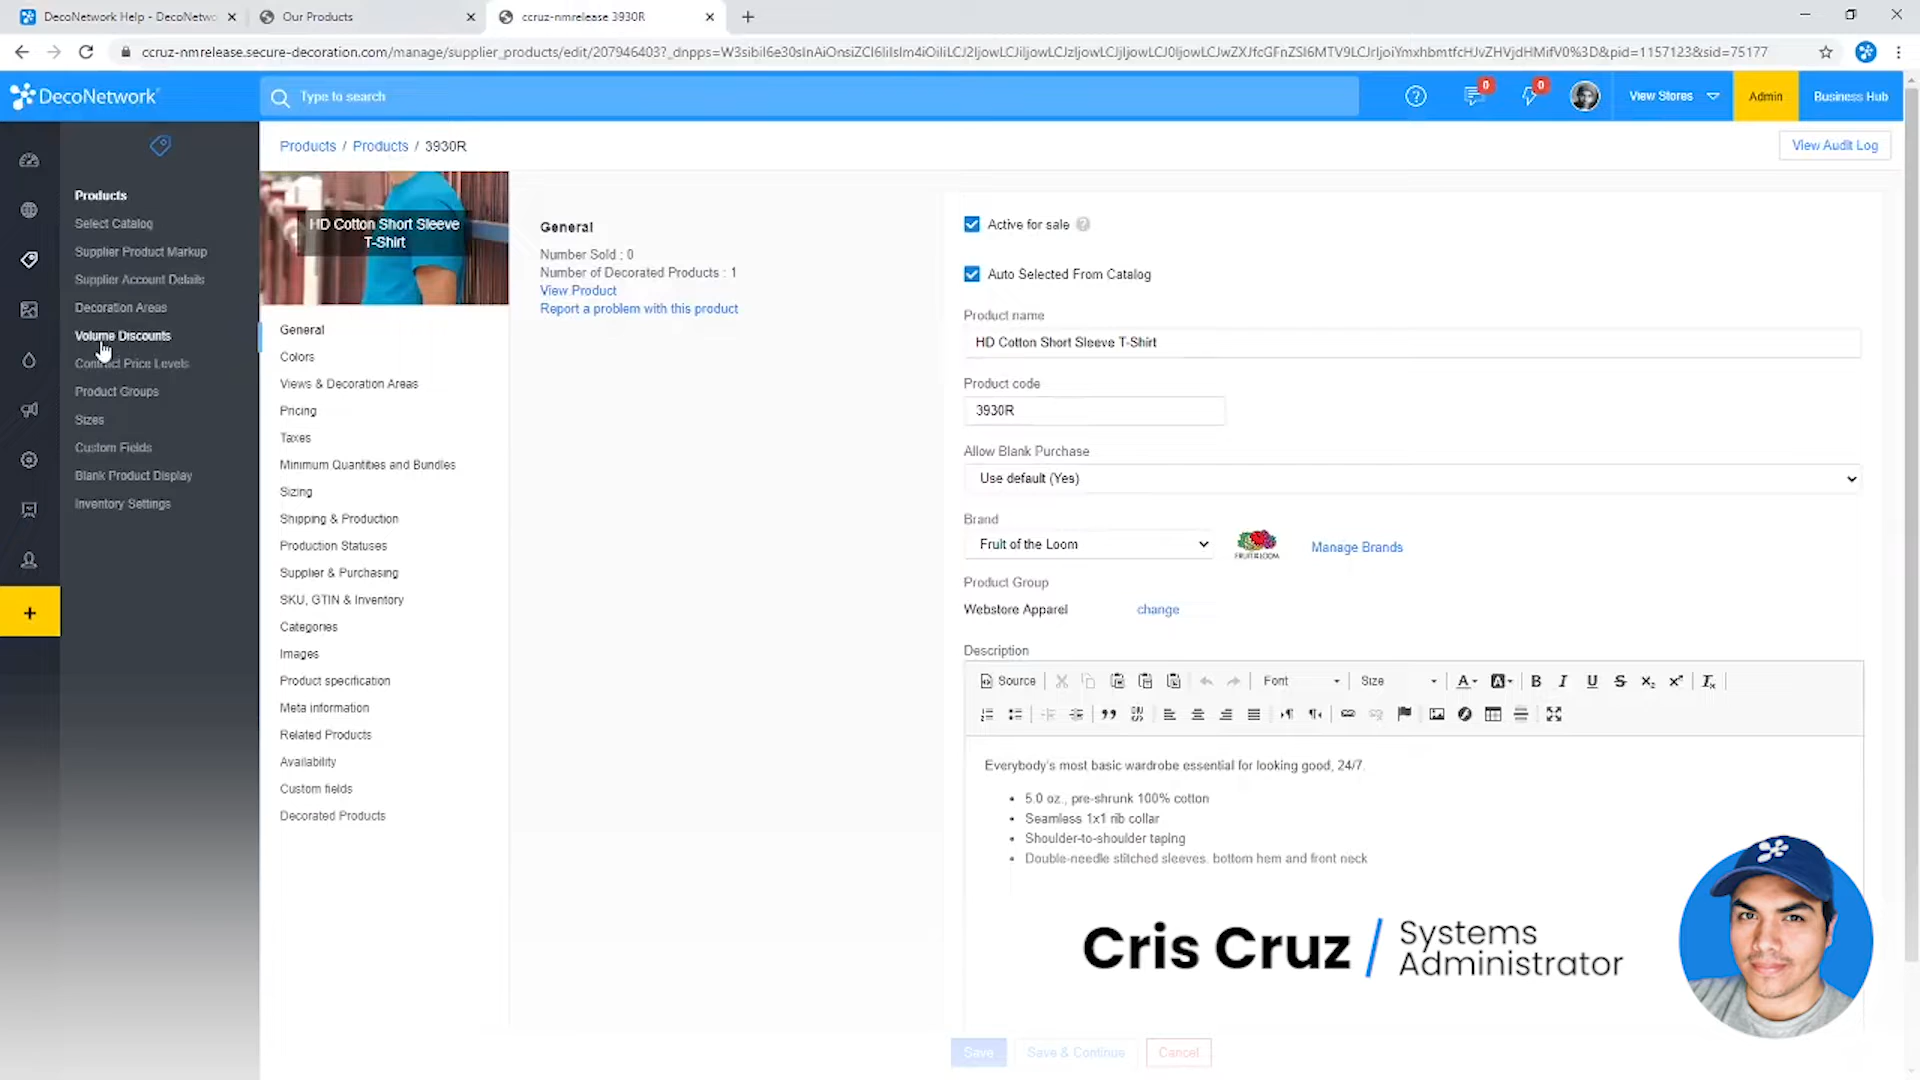 DecoNetwork Help - DecoNetwo
Our Products
ccruz-nmrelease 3930R
DecoNetwork
Type to search
0
0
View Stores
Admin
Business Hub
Products / Products / 3930R
View Audit Log
Products
Select Catalog
Supplier Product Markup
Supplier Account Details
Decoration Areas
Volume Discounts
Contract Price Levels
Product Groups
Sizes
Custom Fields
Blank Product Display
Inventory Settings
HD Cotton Short Sleeve
T-Shirt
General
Colors
Views & Decoration Areas
Pricing
Taxes
Minimum Quantities and Bundles
Sizing
Shipping & Production
Production Statuses
Supplier & Purchasing
SKU, GTIN & Inventory
Categories
Images
Product specification
Meta information
Related Products
Availability
Custom fields
Decorated Products
General
Number Sold : 0
Number of Decorated Products : 1
View Product
Report a problem with this product
Active for sale
Auto Selected From Catalog
Product name
HD Cotton Short Sleeve T-Shirt
Product code
3930R
Allow Blank Purchase
Use default (Yes)
Brand
Fruit of the Loom
Manage Brands
Product Group
Webstore Apparel change
Description
Source Font Size
Everybody's most basic wardrobe essential for looking good, 24/7.
5.0 oz., pre-shrunk 100% cotton
Seamless 1x1 rib collar
Shoulder-to-shoulder taping
Double-needle stitched sleeves, bottom hem and front neck
Cris Cruz / Systems
Administrator
Save
Save & Continue
Cancel